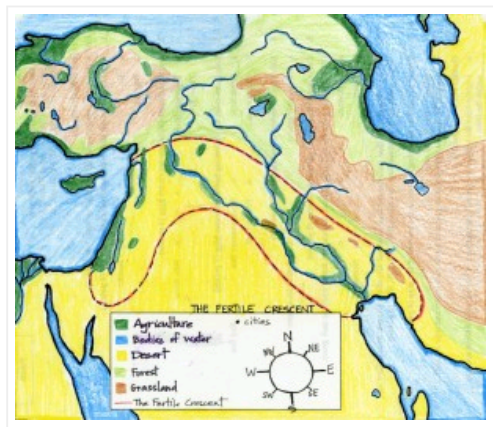 THE FERTILE CRESCENT
Agriculture
• cities
Bodies of water
Desert
Forest
Grassland
The Fertile Crescent
N
NW
NE
W
E
SW
SE
S